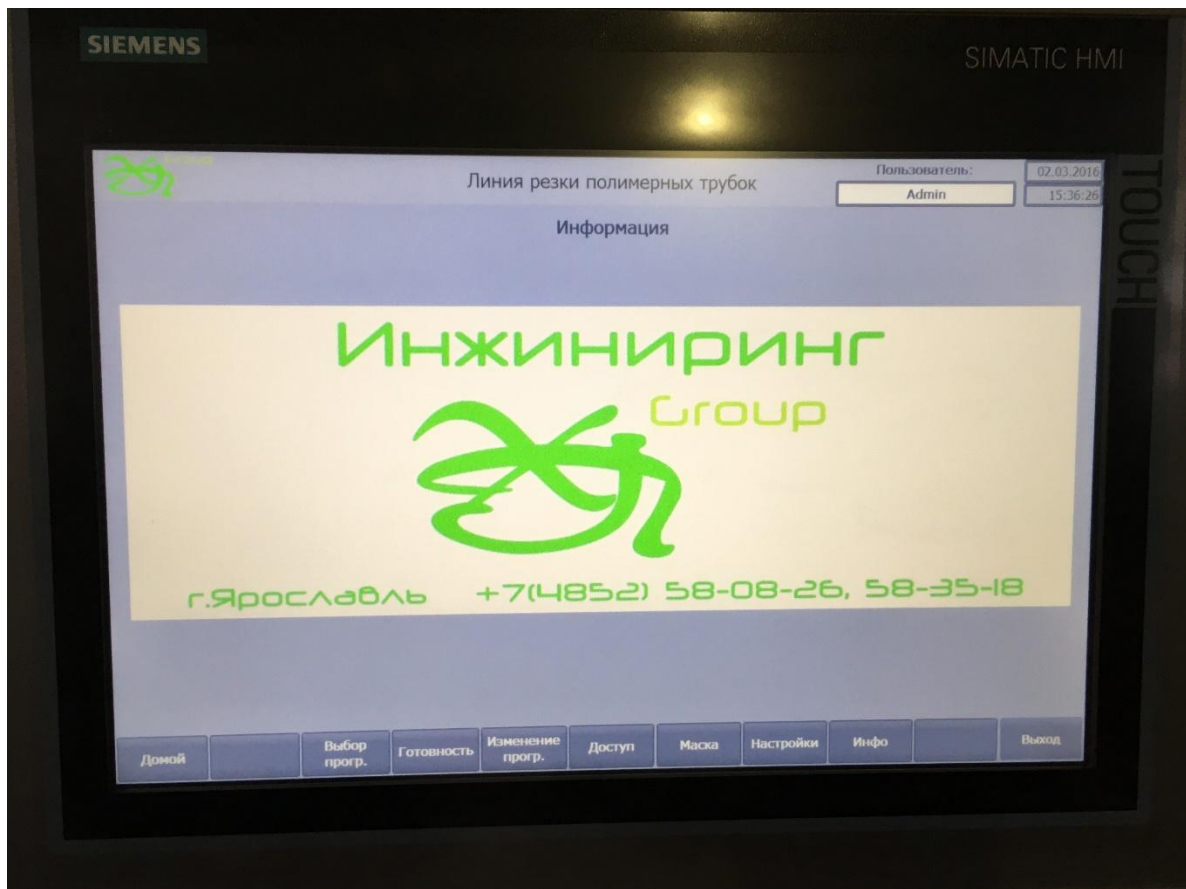 SIEMENS
SIMATIC HMI
TOUCH
Линия резки полимерных трубок
Пользователь:
Admin
02.03.2016
15:36:26
Информация
Инжиниринг
Group
г.Ярославль +7(4852) 58-08-26, 58-35-18
Домой
Выбор
прогр.
Готовность
Изменение
прогр.
Доступ
Маска
Настройки
Инфо
Выход